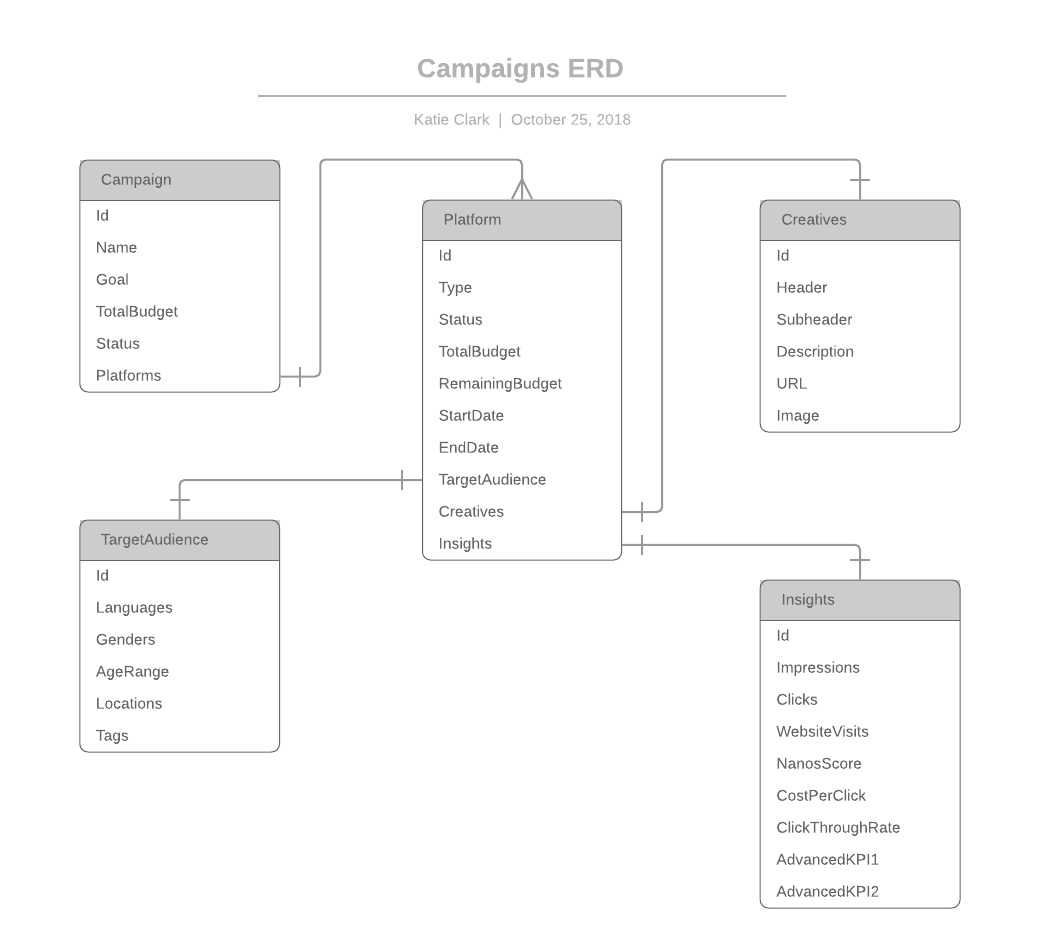 Campaigns ERD
Katie Clark | October 25, 2018
Campaign
Id
Name
Goal
TotalBudget
Status
Platforms
Platform
Id
Type
Status
TotalBudget
RemainingBudget
StartDate
EndDate
TargetAudience
Creatives
Insights
Creatives
Id
Header
Subheader
Description
URL
Image
TargetAudience
Id
Languages
Genders
AgeRange
Locations
Tags
Insights
Id
Impressions
Clicks
WebsiteVisits
NanosScore
CostPerClick
ClickThroughRate
AdvancedKPI1
AdvancedKPI2